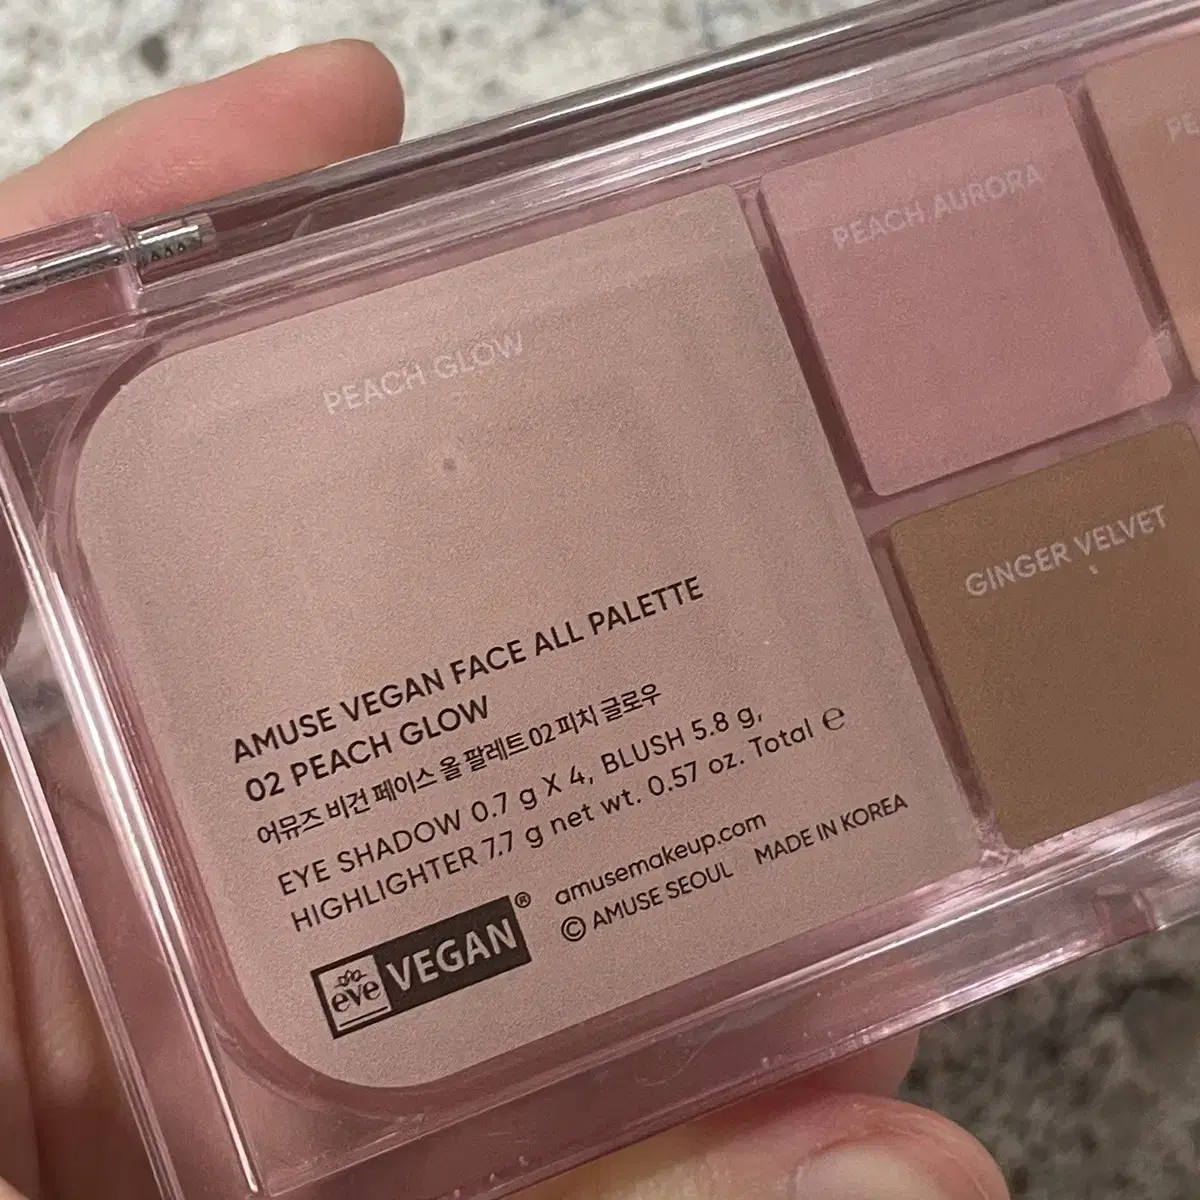 PEACH GLOW
PEACH AURORA
GINGER VELVET
AMUSE VEGAN FACE ALL PALETTE
02 PEACH GLOW
어뮤즈 비건 페이스 올 팔레트 02 피치 글로우
EYE SHADOW 0.7 g X 4, BLUSH 5.8 g,
HIGHLIGHTER 7.7 g net wt. 0.57 oz. Total ℮
amusemakeup.com
© AMUSE SEOUL MADE IN KOREA
eve VEGAN®